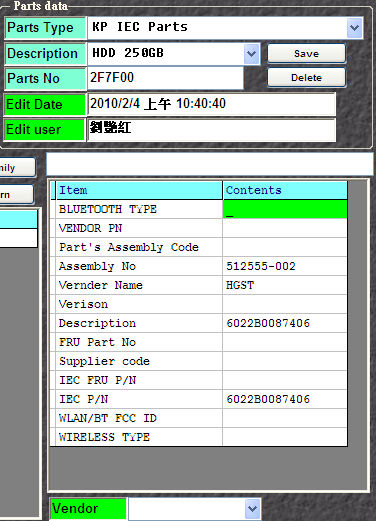 Parts data
Parts Type KP IEC Parts
Description HDD 250GB Save
Parts No 2F7F00 Delete
Edit Date 2010/2/4 上午 10:40:40
Edit user 劉艷紅
mily
rn
Item Contents
BLUETOOTH TYPE _
VENDOR PN
Part's Assembly Code
Assembly No 512555-002
Vernder Name HGST
Verison
Description 6022B0087406
FRU Part No
Supplier code
IEC FRU P/N
IEC P/N 6022B0087406
WLAN/BT FCC ID
WIRELESS TYPE
Vendor